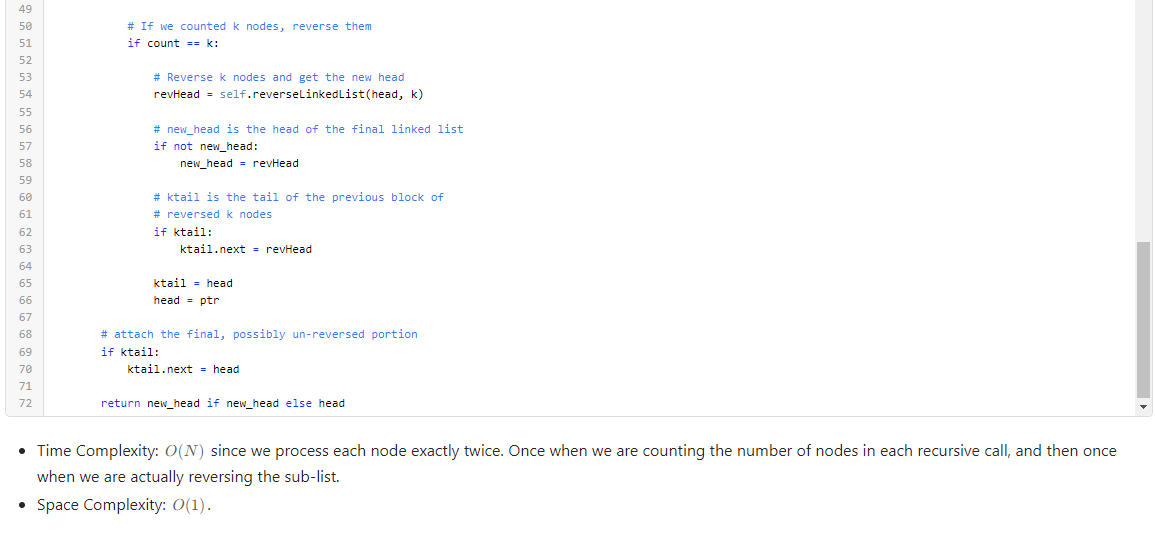 49
50 # If we counted k nodes, reverse them
51 if count == k:
52
53 # Reverse k nodes and get the new head
54 revHead = self.reverseLinkedList(head, k)
55
56 # new_head is the head of the final linked list
57 if not new_head:
58 new_head = revHead
59
60 # ktail is the tail of the previous block of
61 # reversed k nodes
62 if ktail:
63 ktail.next = revHead
64
65 ktail = head
66 head = ptr
67
68 # attach the final, possibly un-reversed portion
69 if ktail:
70 ktail.next = head
71
72 return new_head if new_head else head
• Time Complexity: O(N) since we process each node exactly twice. Once when we are counting the number of nodes in each recursive call, and then once
when we are actually reversing the sub-list.
• Space Complexity: O(1).